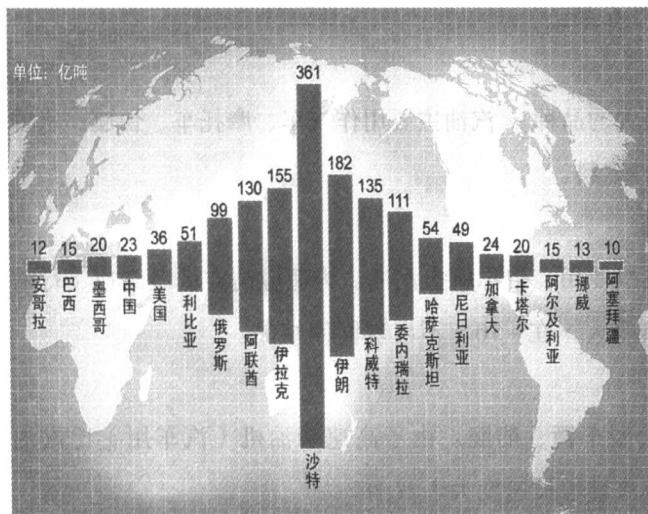 单位：亿吨
361
182
155
135
130
111
99
54
51
49
36
24
23
20
20
15
15
13
12
10
安哥拉
巴西
墨西哥
中国
美国
利比亚
俄罗斯
阿联酋
伊拉克
沙特
伊朗
科威特
委内瑞拉
哈萨克斯坦
尼日利亚
加拿大
卡塔尔
阿尔及利亚
挪威
阿塞拜疆